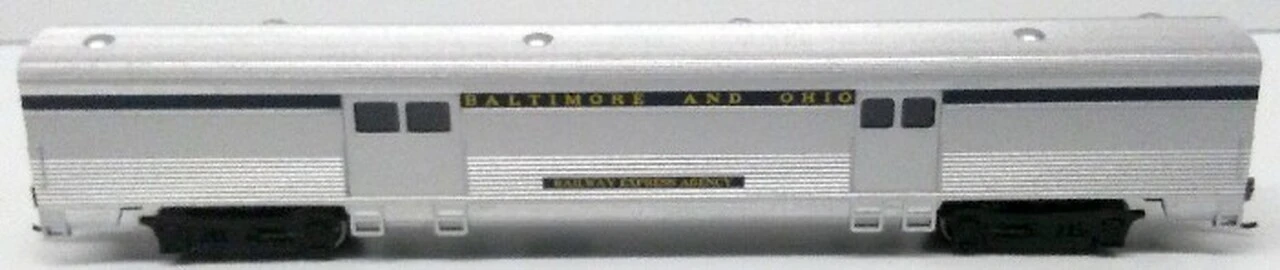 BALTIMORE AND OHIO
RAILWAY EXPRESS AGENCY